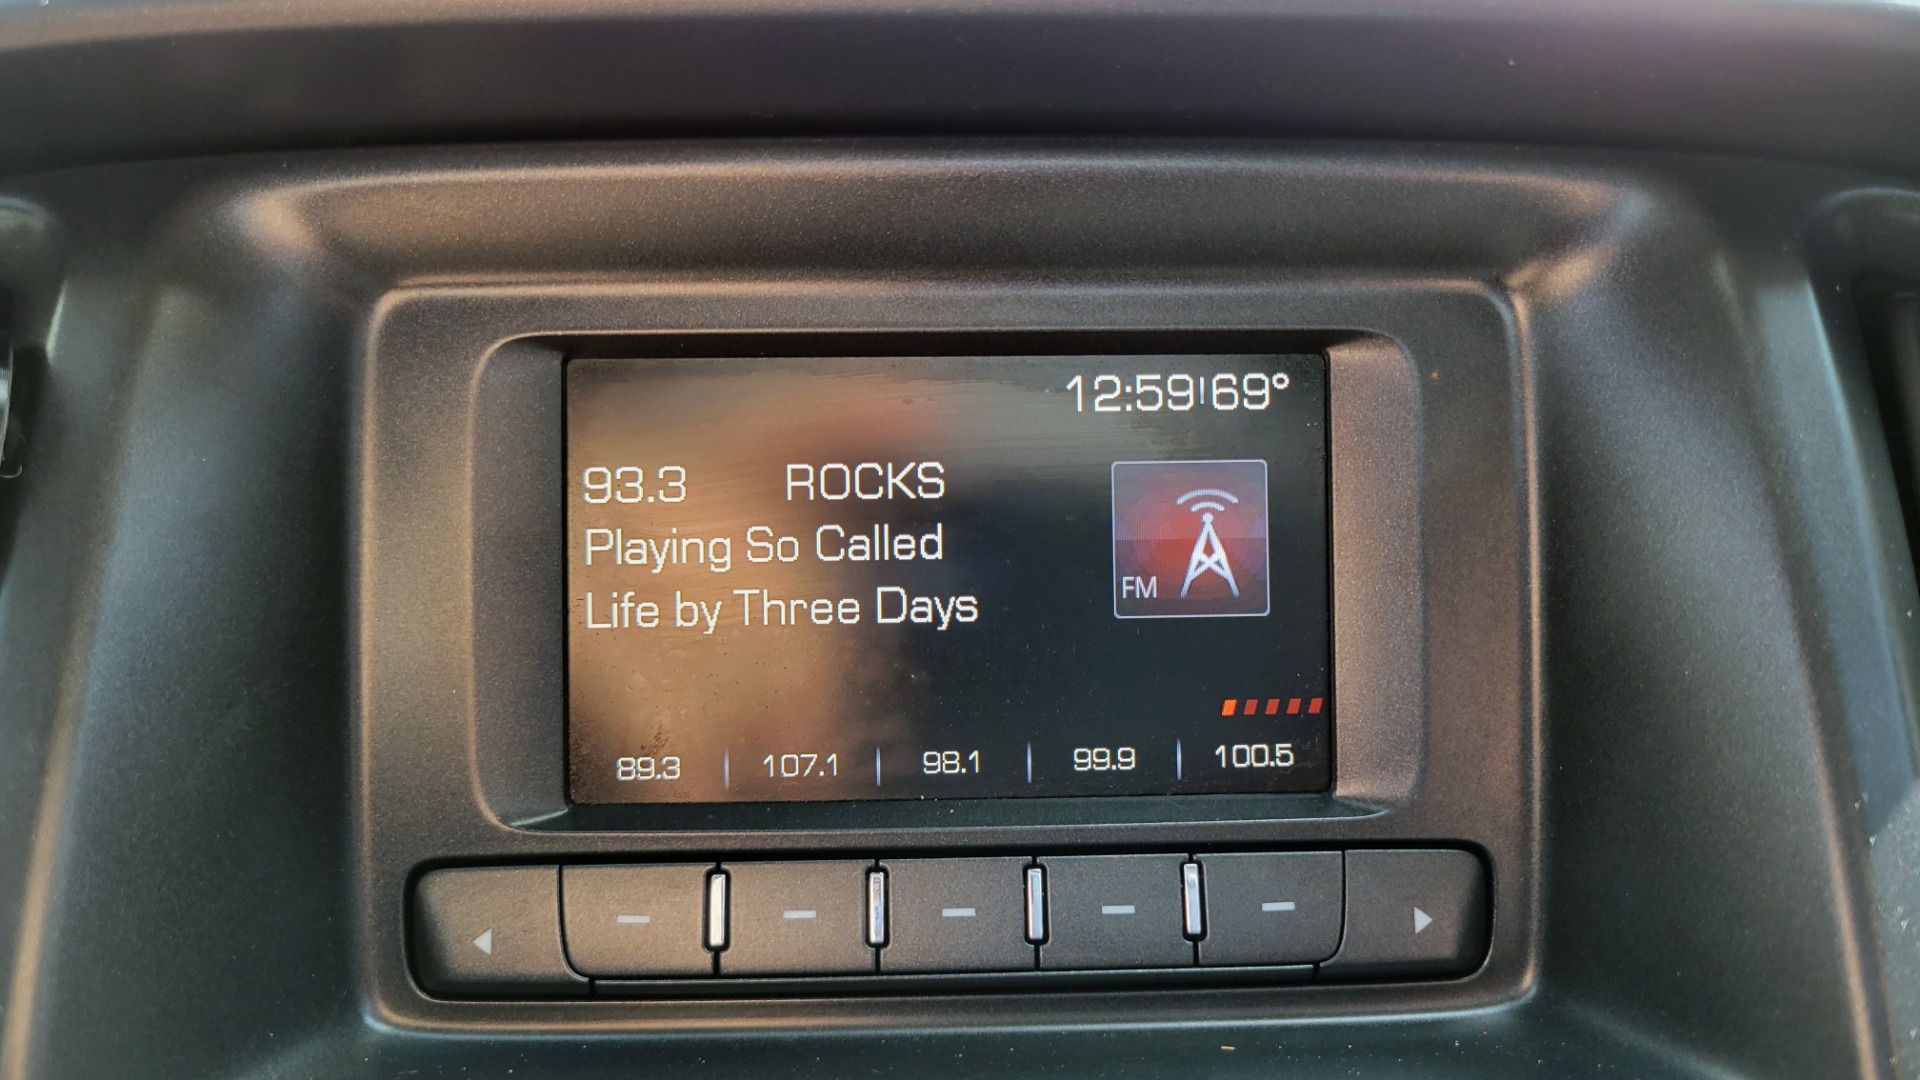 12:59 69°
93.3 ROCKS
Playing So Called
Life by Three Days
FM
89.3 | 107.1 | 98.1 | 99.9 | 100.5